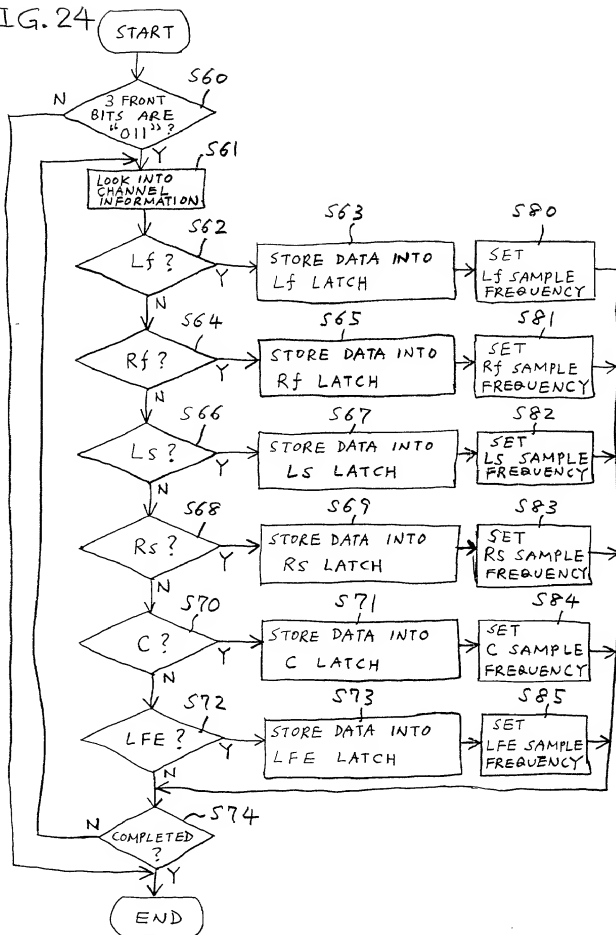 FIG. 24
START
S60
N
3 FRONT
BITS ARE
"011"?
Y
S61
LOOK INTO
CHANNEL
INFORMATION
S62
Lf?
Y
N
S63
STORE DATA INTO
Lf LATCH
S80
SET
Lf SAMPLE
FREQUENCY
S64
Rf?
Y
N
S65
STORE DATA INTO
Rf LATCH
S81
SET
Rf SAMPLE
FREQUENCY
S66
Ls?
Y
N
S67
STORE DATA INTO
Ls LATCH
S82
SET
Ls SAMPLE
FREQUENCY
S68
Rs?
Y
N
S69
STORE DATA INTO
Rs LATCH
S83
SET
Rs SAMPLE
FREQUENCY
S70
C?
Y
N
S71
STORE DATA INTO
C LATCH
S84
SET
C SAMPLE
FREQUENCY
S72
LFE?
Y
N
S73
STORE DATA INTO
LFE LATCH
S85
SET
LFE SAMPLE
FREQUENCY
S74
N
COMPLETED
?
Y
END